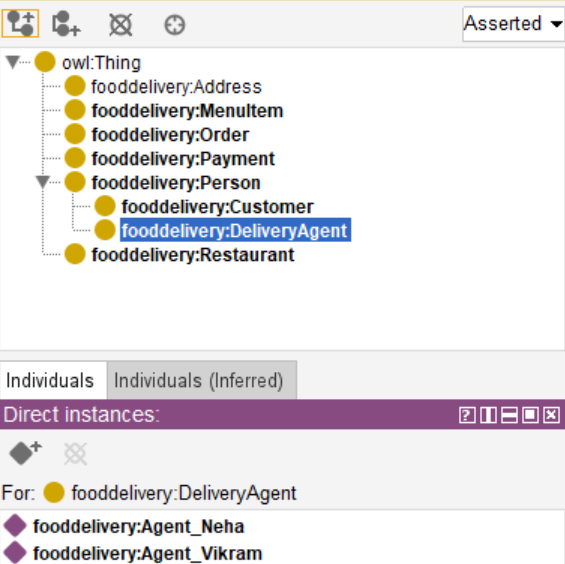 Asserted
owl:Thing
fooddelivery:Address
fooddelivery:MenuItem
fooddelivery:Order
fooddelivery:Payment
fooddelivery:Person
fooddelivery:Customer
fooddelivery:DeliveryAgent
fooddelivery:Restaurant
Individuals Individuals (Inferred)
Direct instances:
For: fooddelivery:DeliveryAgent
fooddelivery:Agent_Neha
fooddelivery:Agent_Vikram